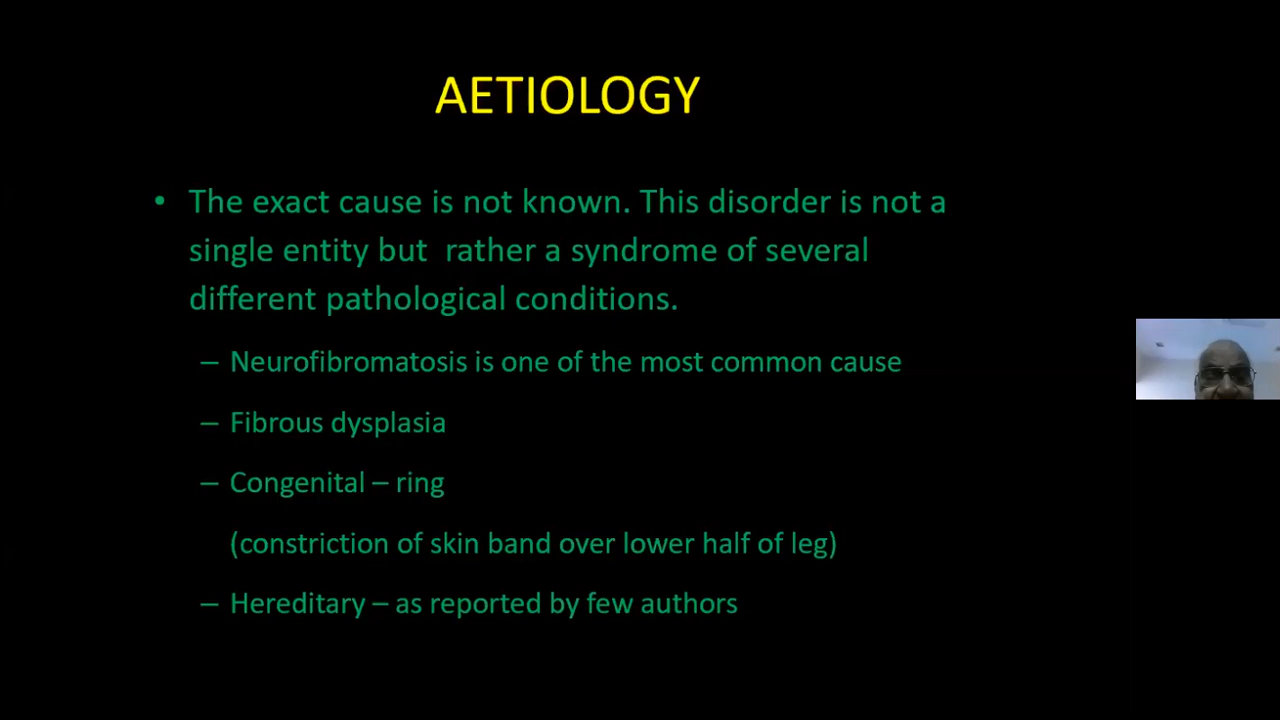 AETIOLOGY
• The exact cause is not known. This disorder is not a
single entity but  rather a syndrome of several
different pathological conditions.
– Neurofibromatosis is one of the most common cause
– Fibrous dysplasia
– Congenital – ring
(constriction of skin band over lower half of leg)
– Hereditary – as reported by few authors